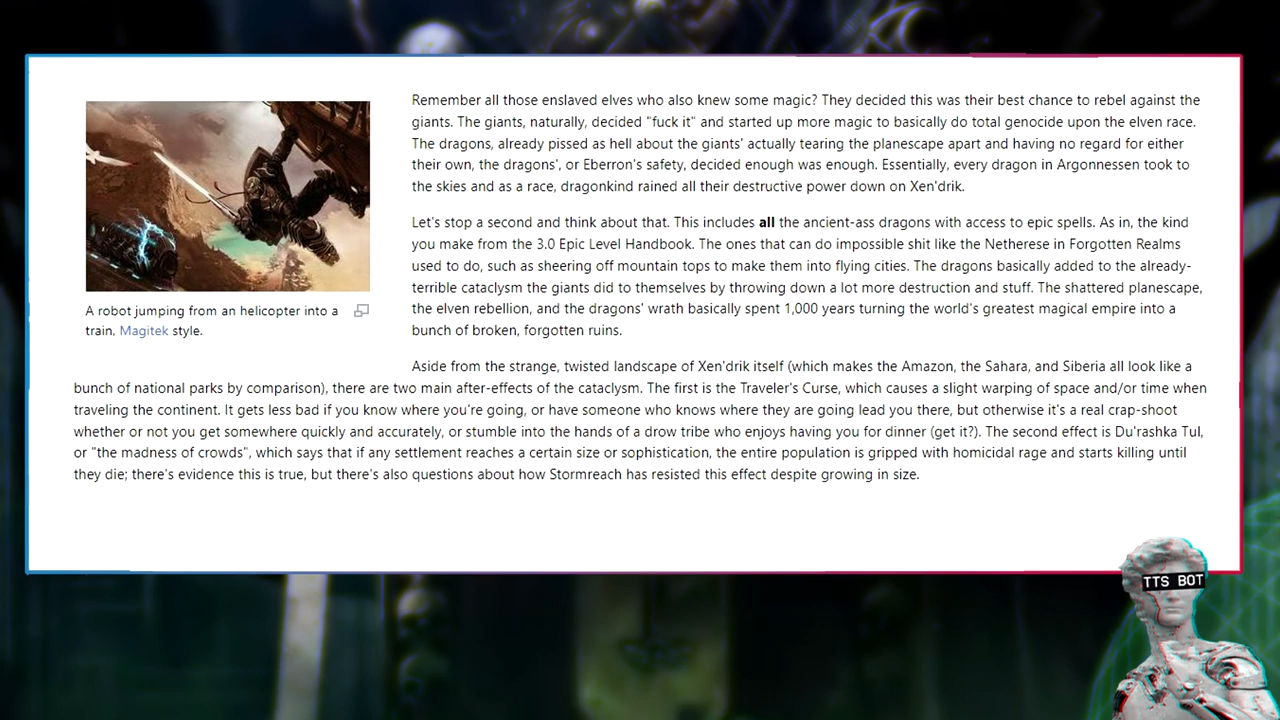 Remember all those enslaved elves who also knew some magic? They decided this was their best chance to rebel against the
giants. The giants, naturally, decided "fuck it" and started up more magic to basically do total genocide upon the elven race.
The dragons, already pissed as hell about the giants' actually tearing the planescape apart and having no regard for either
their own, the dragons', or Eberron's safety, decided enough was enough. Essentially, every dragon in Argonnessen took to
the skies and as a race, dragonkind rained all their destructive power down on Xen'drik.
Let's stop a second and think about that. This includes all the ancient-ass dragons with access to epic spells. As in, the kind
you make from the 3.0 Epic Level Handbook. The ones that can do impossible shit like the Netherese in Forgotten Realms
used to do, such as sheering off mountain tops to make them into flying cities. The dragons basically added to the already-
terrible cataclysm the giants did to themselves by throwing down a lot more destruction and stuff. The shattered planescape,
the elven rebellion, and the dragons' wrath basically spent 1,000 years turning the world's greatest magical empire into a
bunch of broken, forgotten ruins.
A robot jumping from an helicopter into a
train, Magitek style.
Aside from the strange, twisted landscape of Xen'drik itself (which makes the Amazon, the Sahara, and Siberia all look like a
bunch of national parks by comparison), there are two main after-effects of the cataclysm. The first is the Traveler's Curse, which causes a slight warping of space and/or time when
traveling the continent. It gets less bad if you know where you're going, or have someone who knows where they are going lead you there, but otherwise it's a real crap-shoot
whether or not you get somewhere quickly and accurately, or stumble into the hands of a drow tribe who enjoys having you for dinner (get it?). The second effect is Du'rashka Tul,
or "the madness of crowds", which says that if any settlement reaches a certain size or sophistication, the entire population is gripped with homicidal rage and starts killing until
they die; there's evidence this is true, but there's also questions about how Stormreach has resisted this effect despite growing in size.
TTS BOT